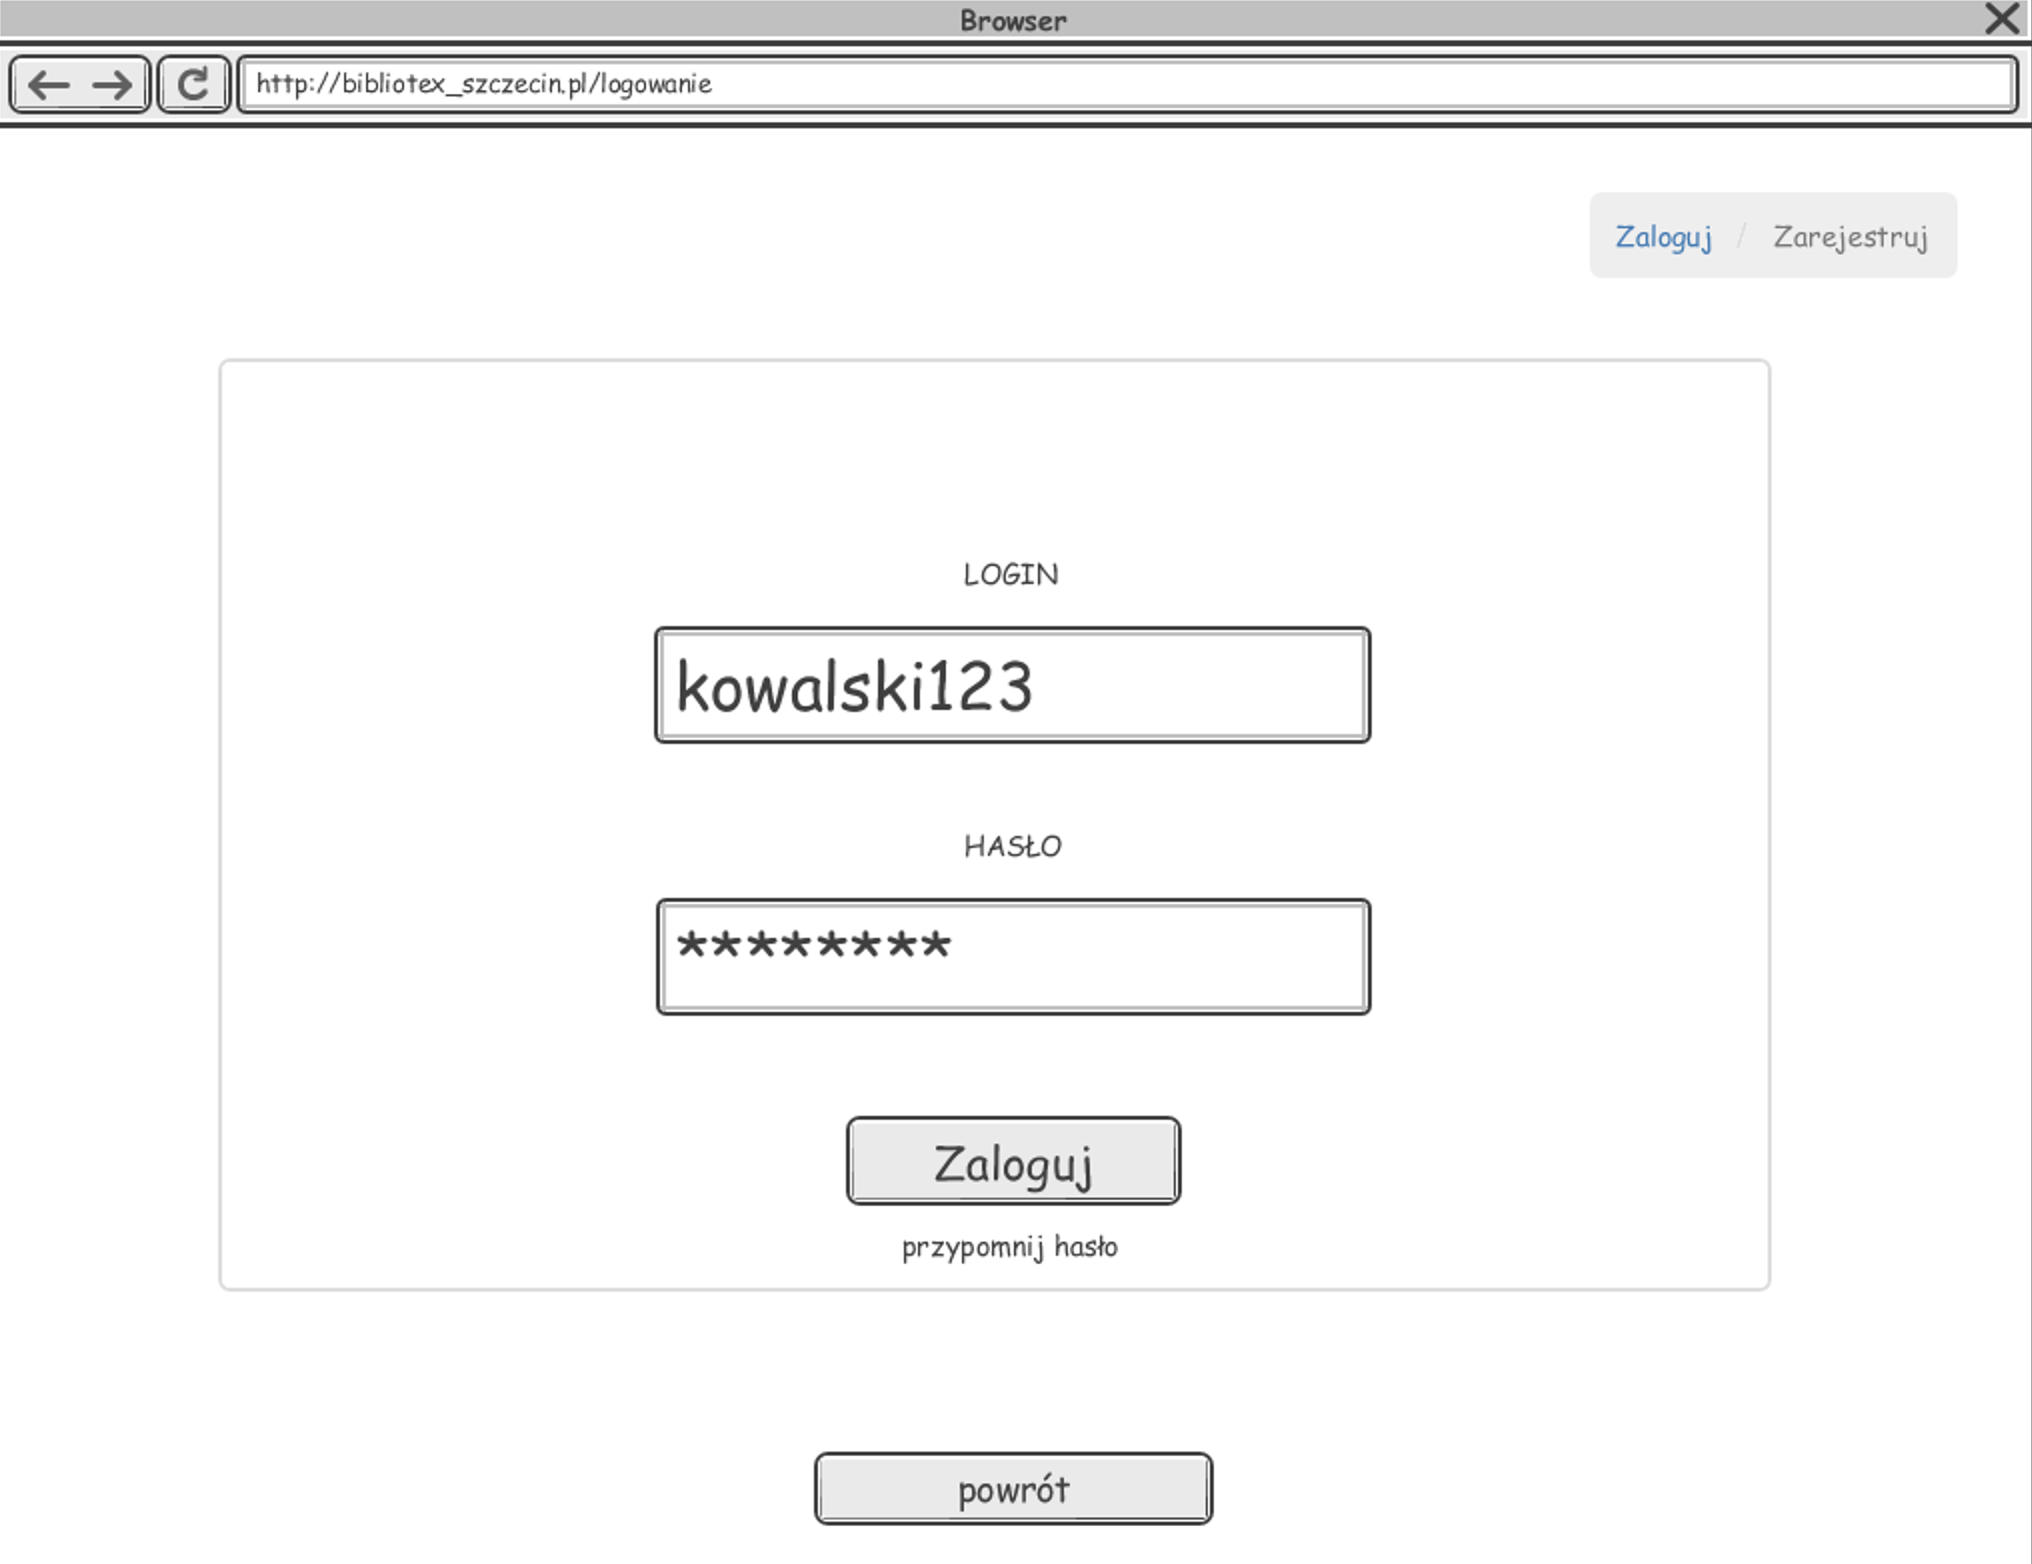 Browser
http://bibliotex_szczecin.pl/logowanie
Zaloguj / Zarejestruj
LOGIN
kowalski123
HASŁO
********
Zaloguj
przypomnij hasło
powrót